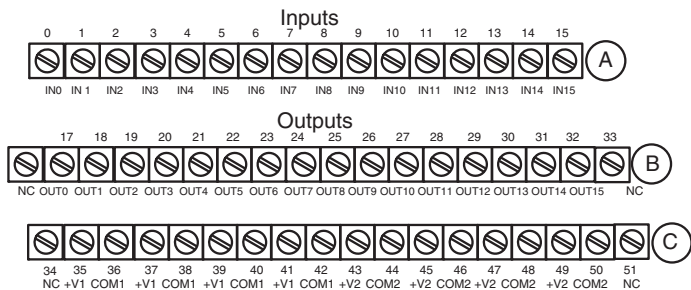 Inputs
0 1 2 3 4 5 6 7 8 9 10 11 12 13 14 15
A
IN0 IN 1 IN2 IN3 IN4 IN5 IN6 IN7 IN8 IN9 IN10 IN11 IN12 IN13 IN14 IN15
Outputs
17 18 19 20 21 22 23 24 25 26 27 28 29 30 31 32 33
B
NC OUT0 OUT1 OUT2 OUT3 OUT4 OUT5 OUT6 OUT7 OUT8 OUT9 OUT10 OUT11 OUT12 OUT13 OUT14 OUT15 NC
C
34 35 36 37 38 39 40 41 42 43 44 45 46 47 48 49 50 51
NC +V1 COM1 +V1 COM1 +V1 COM1 +V1 COM1 +V2 COM2 +V2 COM2 +V2 COM2 +V2 COM2 NC